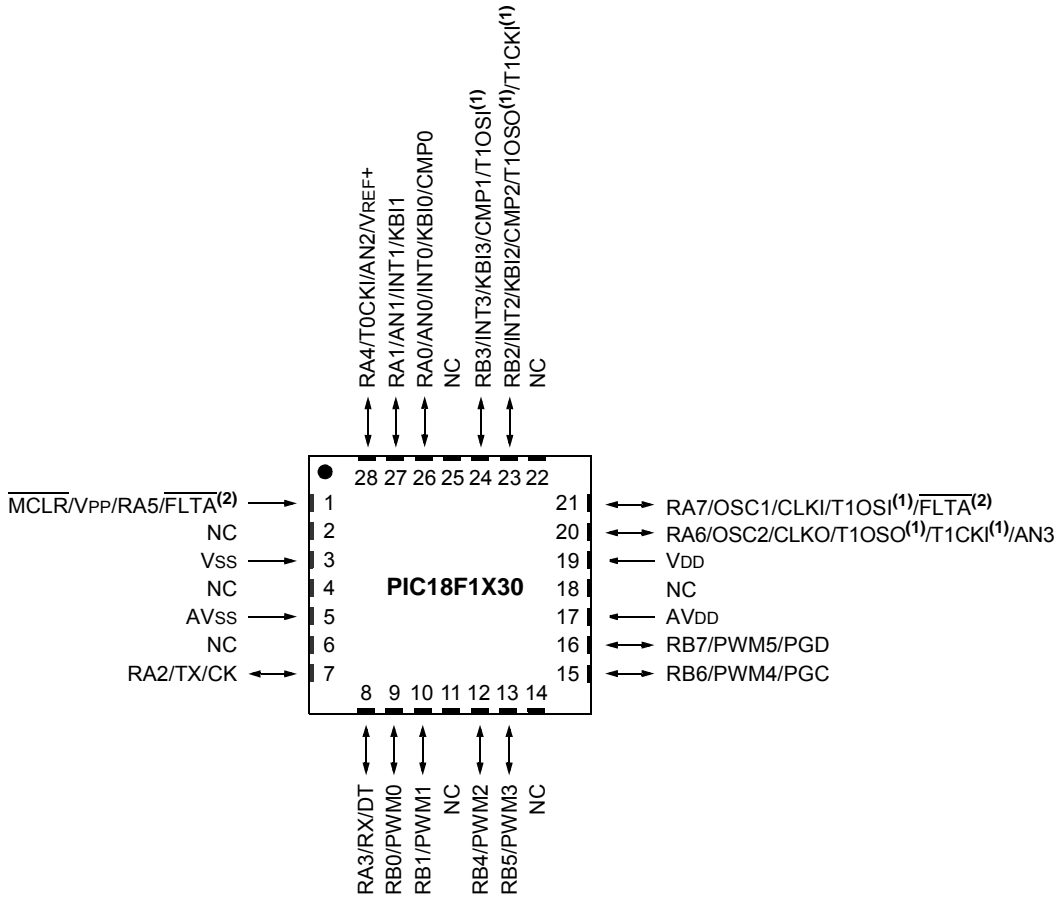 RA4/T0CKI/AN2/VREF+
RA1/AN1/INT1/KBI1
RA0/AN0/INT0/KBI0/CMP0
NC
RB3/INT3/KBI3/CMP1/T1OSI(1)
RB2/INT2/KBI2/CMP2/T1OSO(1)/T1CKI(1)
NC
28 27 26 25 24 23 22
MCLR/VPP/RA5/FLTA(2) 1
NC 2
VSS 3
NC 4
AVSS 5
NC 6
RA2/TX/CK 7
PIC18F1X30
21 RA7/OSC1/CLKI/T1OSI(1)/FLTA(2)
20 RA6/OSC2/CLKO/T1OSO(1)/T1CKI(1)/AN3
19 VDD
18 NC
17 AVDD
16 RB7/PWM5/PGD
15 RB6/PWM4/PGC
8 9 10 11 12 13 14
RA3/RX/DT
RB0/PWM0
RB1/PWM1
NC
RB4/PWM2
RB5/PWM3
NC